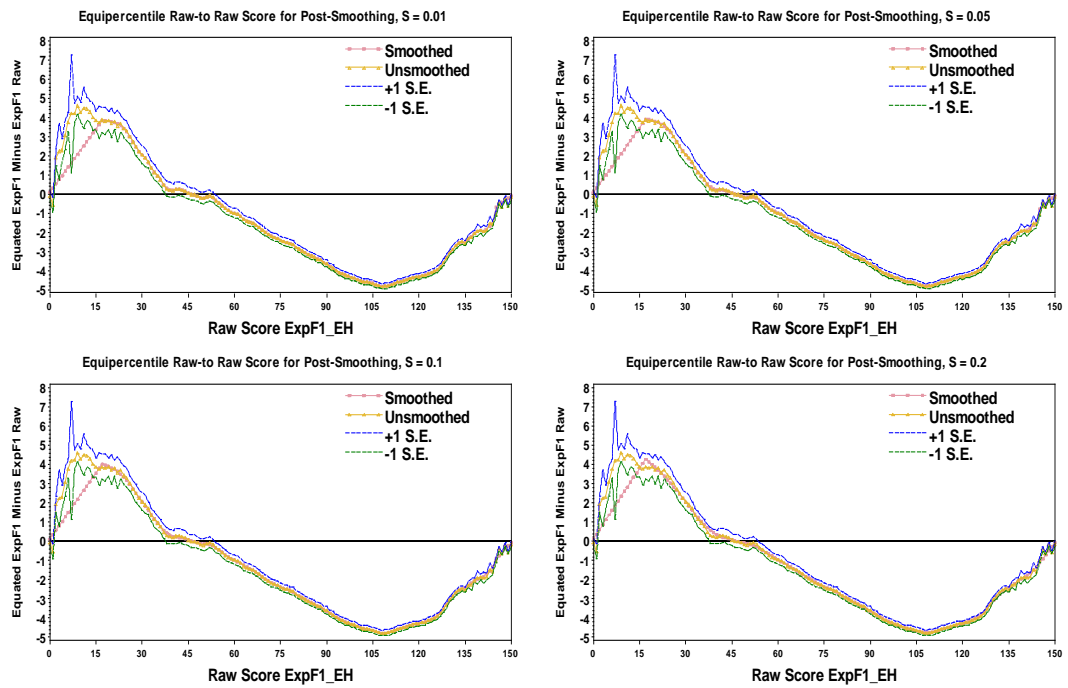 Equipercentile Raw-to Raw Score for Post-Smoothing, S = 0.01
Equated ExpF1 Minus ExpF1 Raw
8
7
6
5
4
3
2
1
0
-1
-2
-3
-4
-5
Smoothed
Unsmoothed
+1 S.E.
-1 S.E.
0 15 30 45 60 75 90 105 120 135 150
Raw Score ExpF1_EH
Equipercentile Raw-to Raw Score for Post-Smoothing, S = 0.05
Equated ExpF1 Minus ExpF1 Raw
8
7
6
5
4
3
2
1
0
-1
-2
-3
-4
-5
Smoothed
Unsmoothed
+1 S.E.
-1 S.E.
0 15 30 45 60 75 90 105 120 135 150
Raw Score ExpF1_EH
Equipercentile Raw-to Raw Score for Post-Smoothing, S = 0.1
Equated ExpF1 Minus ExpF1 Raw
8
7
6
5
4
3
2
1
0
-1
-2
-3
-4
-5
Smoothed
Unsmoothed
+1 S.E.
-1 S.E.
0 15 30 45 60 75 90 105 120 135 150
Raw Score ExpF1_EH
Equipercentile Raw-to Raw Score for Post-Smoothing, S = 0.2
Equated ExpF1 Minus ExpF1 Raw
8
7
6
5
4
3
2
1
0
-1
-2
-3
-4
-5
Smoothed
Unsmoothed
+1 S.E.
-1 S.E.
0 15 30 45 60 75 90 105 120 135 150
Raw Score ExpF1_EH